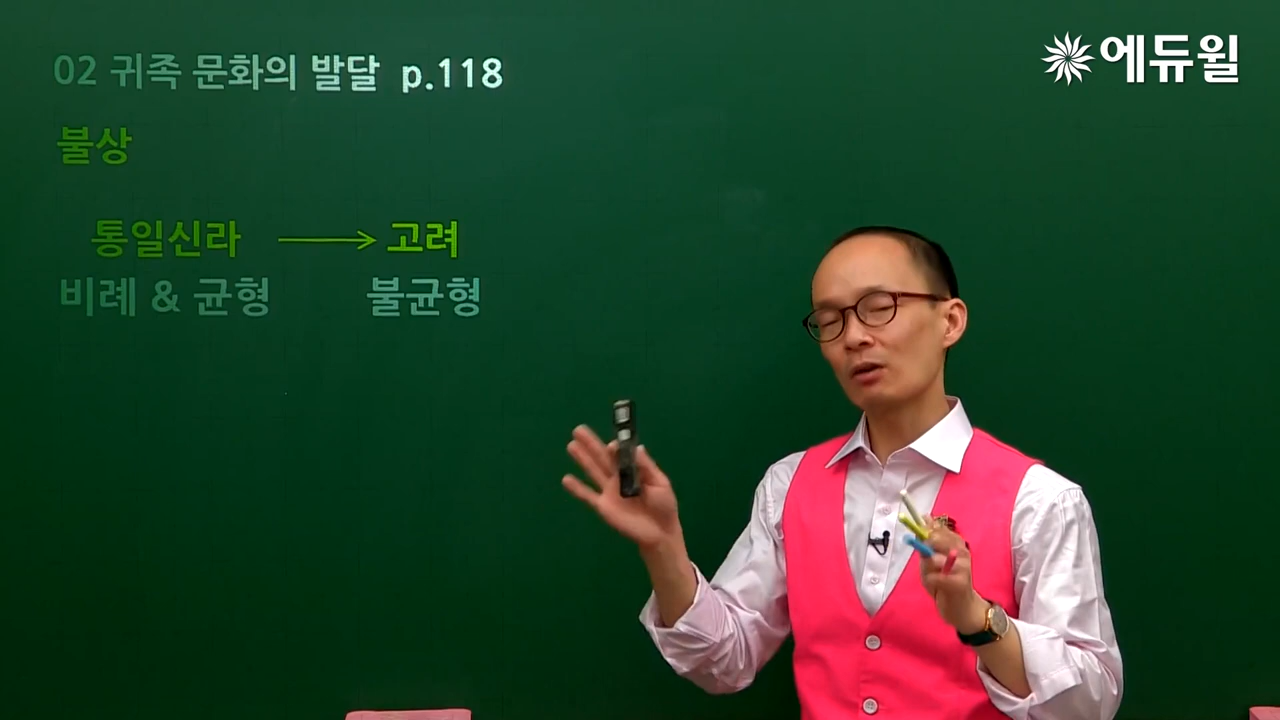 02 귀족 문화의 발달 p.118
에듀윌
불상
통일신라 → 고려
비례 & 균형 불균형